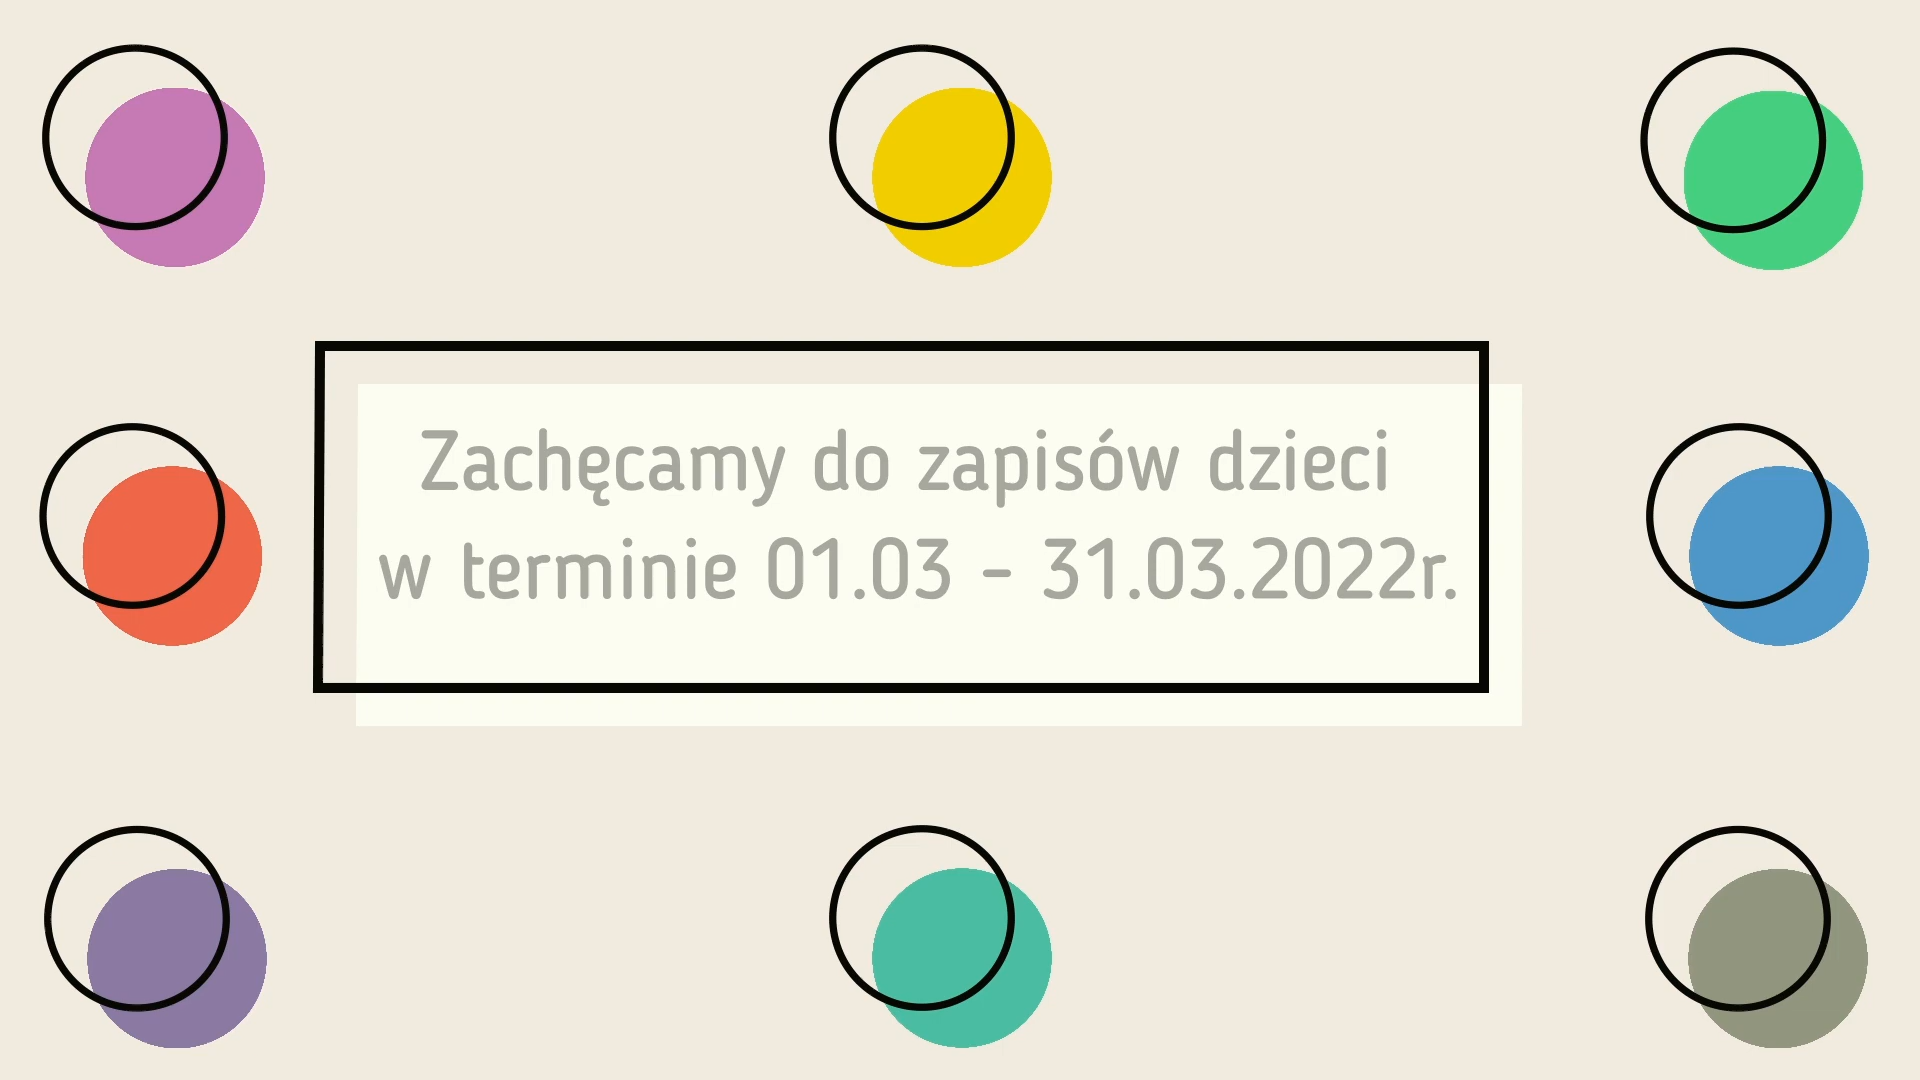 Zachęcamy do zapisów dzieci
w terminie 01.03 - 31.03.2022r.